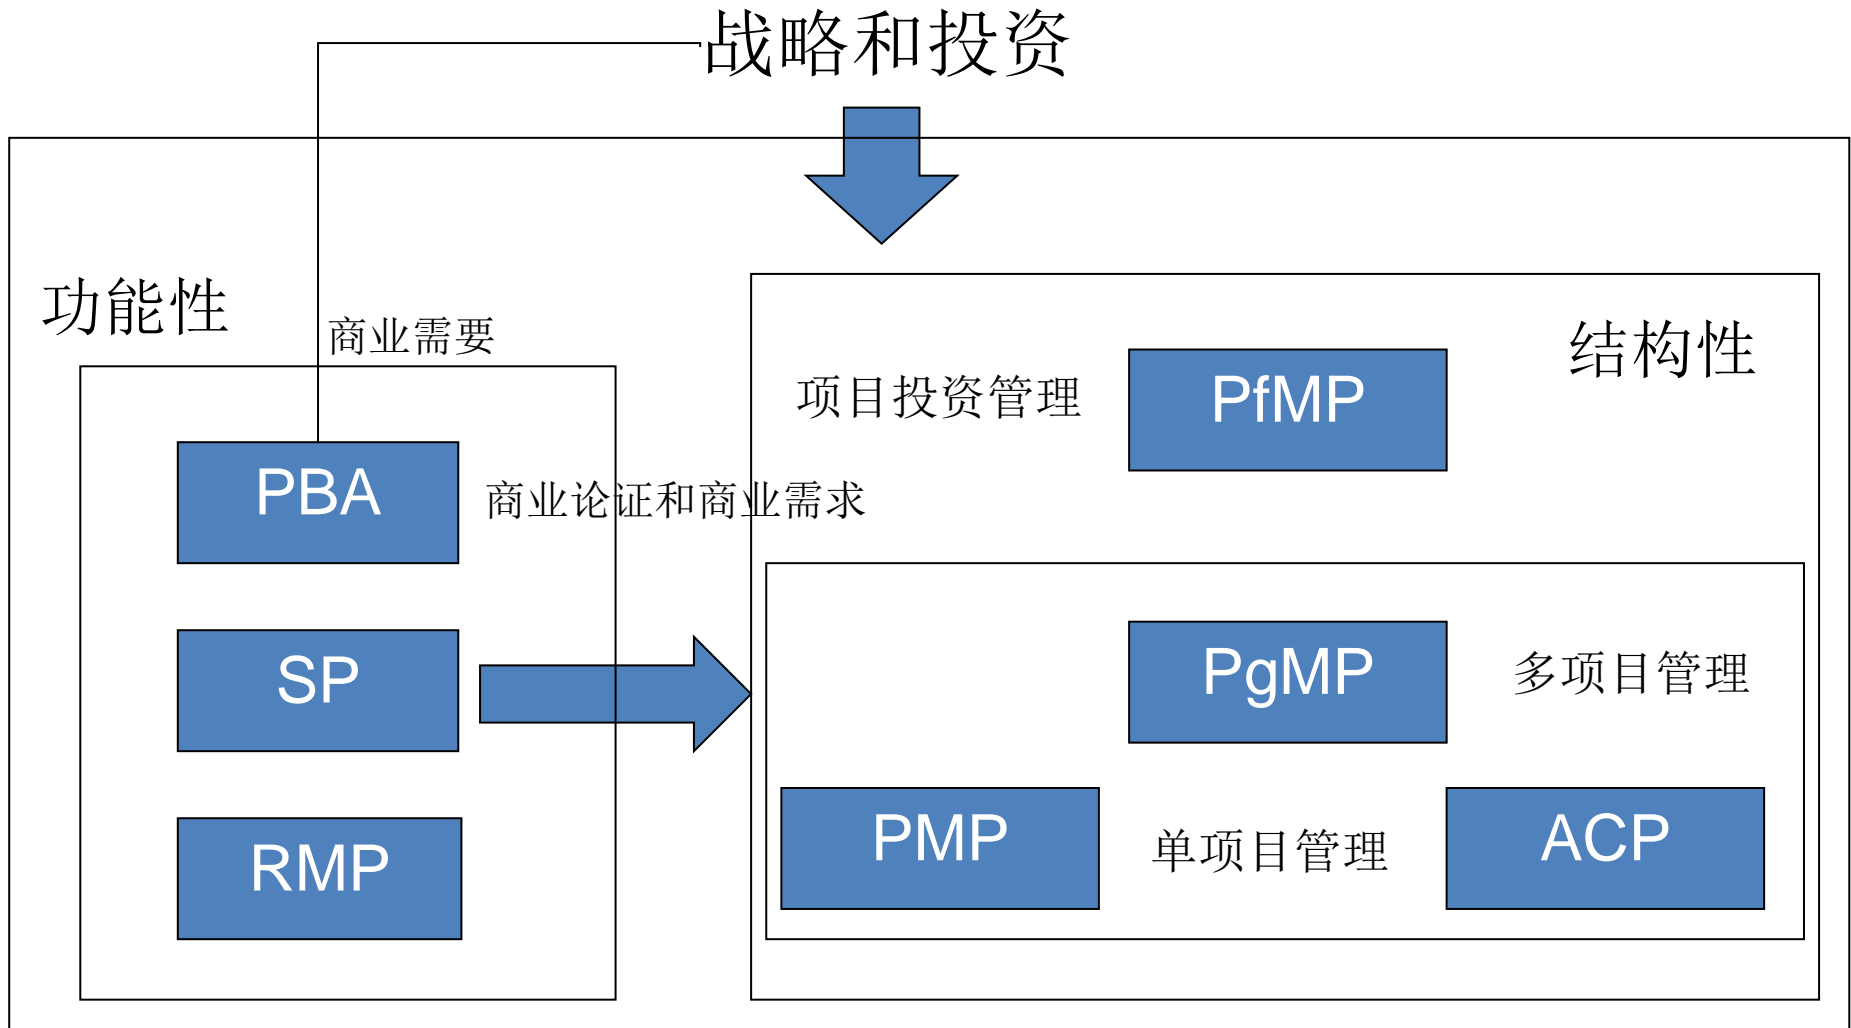 战略和投资
功能性
商业需要
PBA
商业论证和商业需求
SP
RMP
结构性
项目投资管理
PfMP
PgMP
多项目管理
PMP
单项目管理
ACP